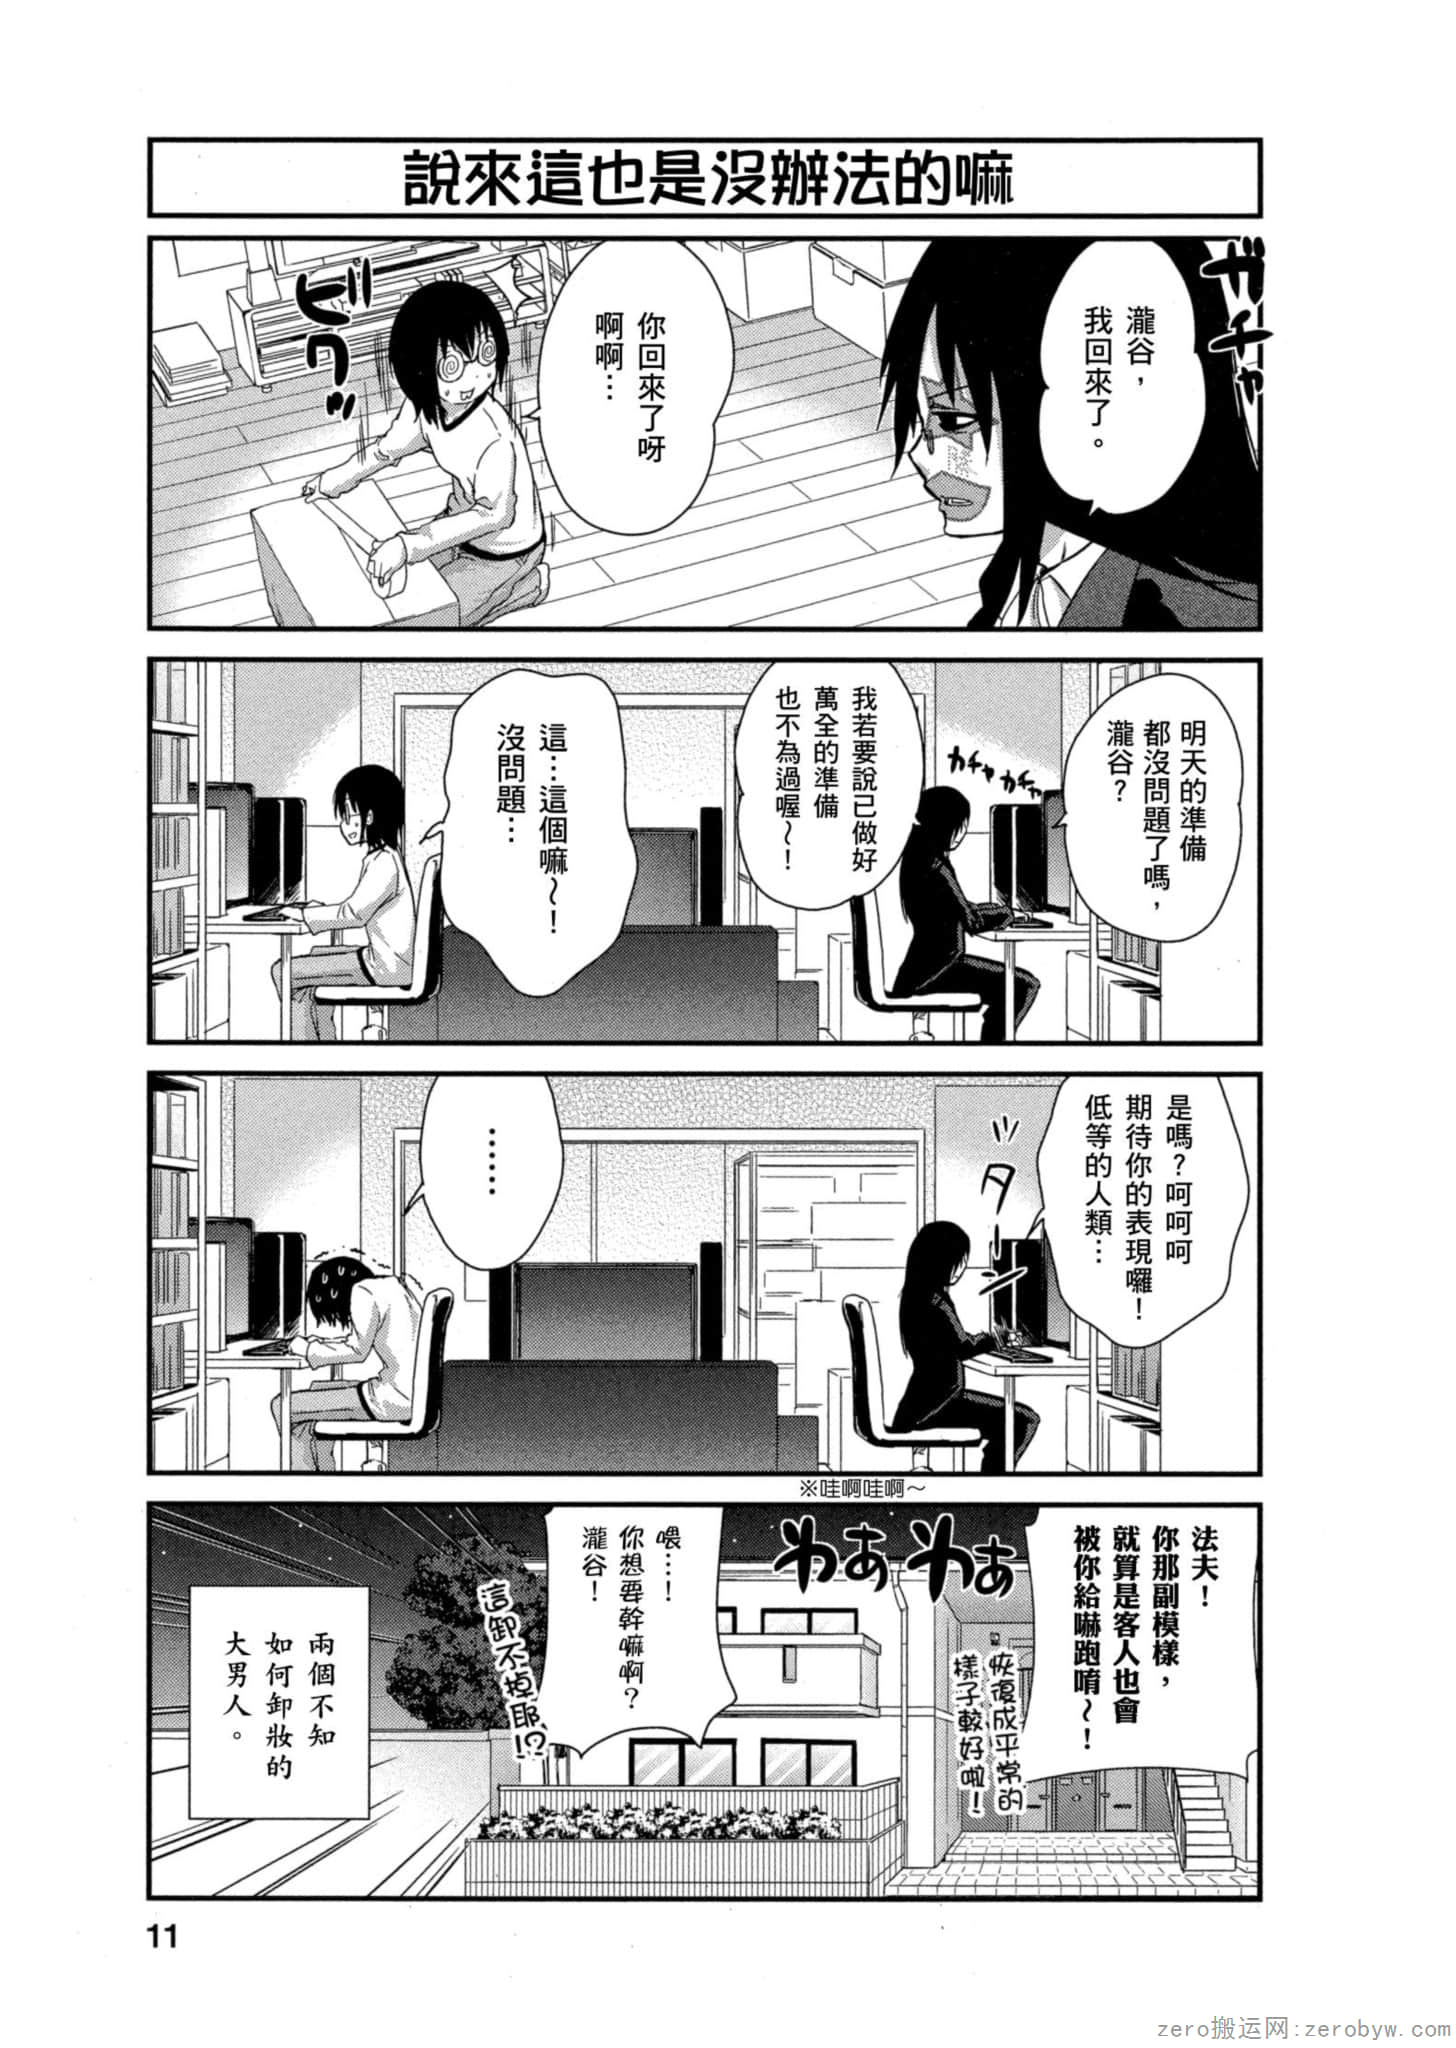 說來這也是沒辦法的嘛
ガチャ
瀧谷，
我回來了。
你回來了呀
啊啊…
ビクッ
明天的準備
都沒問題了嗎，
瀧谷？
カチャカチャ
我若要說已做好
萬全的準備
也不為過喔～！
這…這個嘛～！
沒問題…
是嗎？呵呵呵
期待你的表現囉！
低等的人類…
ッターン
……
※哇啊哇啊～
法夫！
你那副模樣，
就算是客人也會
被你給嚇跑唷～！
恢復成平常的
樣子較好啦！
わあわあ
喂…！
你想要幹嘛啊？
瀧谷！
這卸不掉耶!?
兩個不知
如何卸妝的
大男人。
11
zero搬运网:zerobyw.com